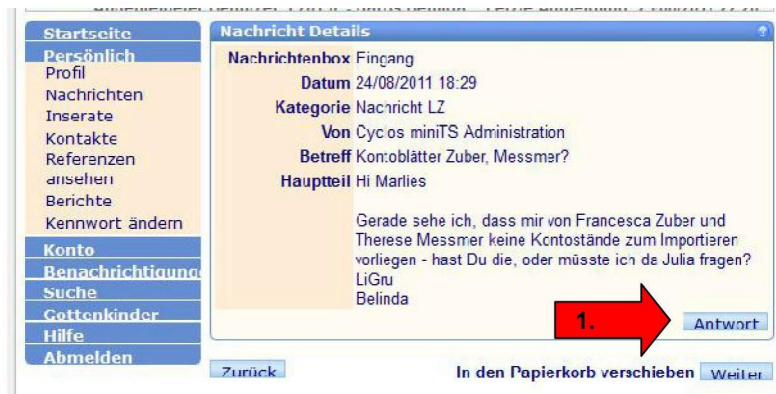 Startseite
Persönlich
Profil
Nachrichten
Inserate
Kontakte
Referenzen
ansehen
Berichte
Kennwort ändern
Konto
Benachrichtigunge
Suche
Gottenkinder
Hilfe
Abmelden
Nachricht Details
Nachrichtenbox Eingang
Datum 24/08/2011 18:29
Kategorie Nachricht LZ
Von Cyclos miniTS Administration
Betreff Kontoblätter Zuber, Messmer?
Hauptteil Hi Marlies
Gerade sehe ich, dass mir von Francesca Zuber und
Therese Messmer keine Kontostände zum Importieren
vorliegen - hast Du die, oder müsste ich da Julia fragen?
LiGru
Belinda
1.
Antwort
Zurück
In den Papierkorb verschieben Weiter